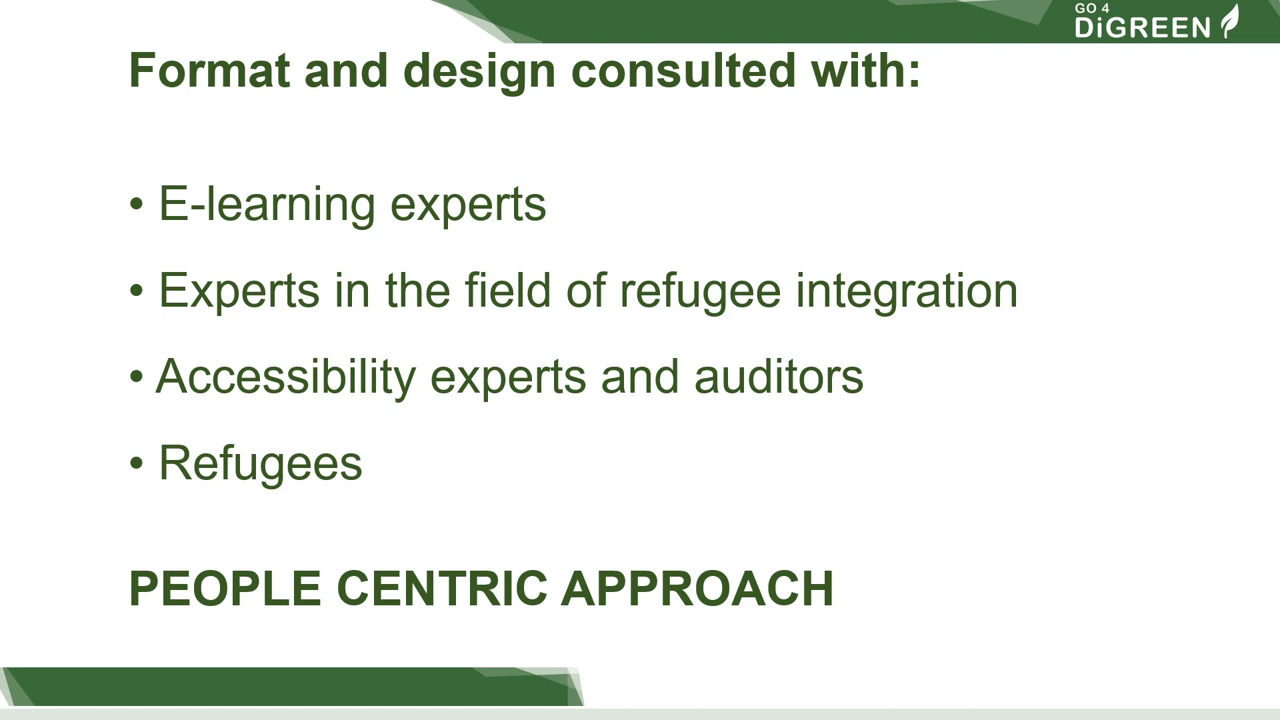 GO 4
DiGREEN
Format and design consulted with:
• E-learning experts
• Experts in the field of refugee integration
• Accessibility experts and auditors
• Refugees
PEOPLE CENTRIC APPROACH